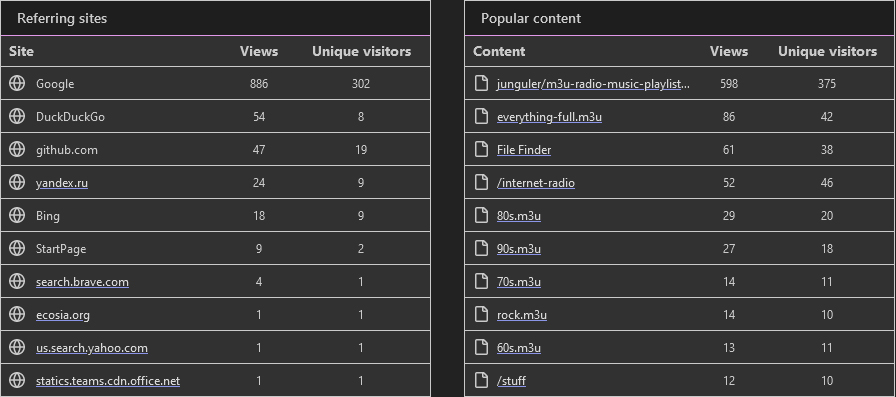 Referring sites
Site Views Unique visitors
Google 886 302
DuckDuckGo 54 8
github.com 47 19
yandex.ru 24 9
Bing 18 9
StartPage 9 2
search.brave.com 4 1
ecosia.org 1 1
us.search.yahoo.com 1 1
statics.teams.cdn.office.net 1 1
Popular content
Content Views Unique visitors
junguler/m3u-radio-music-playlist... 598 375
everything-full.m3u 86 42
File Finder 61 38
/internet-radio 52 46
80s.m3u 29 20
90s.m3u 27 18
70s.m3u 14 11
rock.m3u 14 10
60s.m3u 13 11
/stuff 12 10